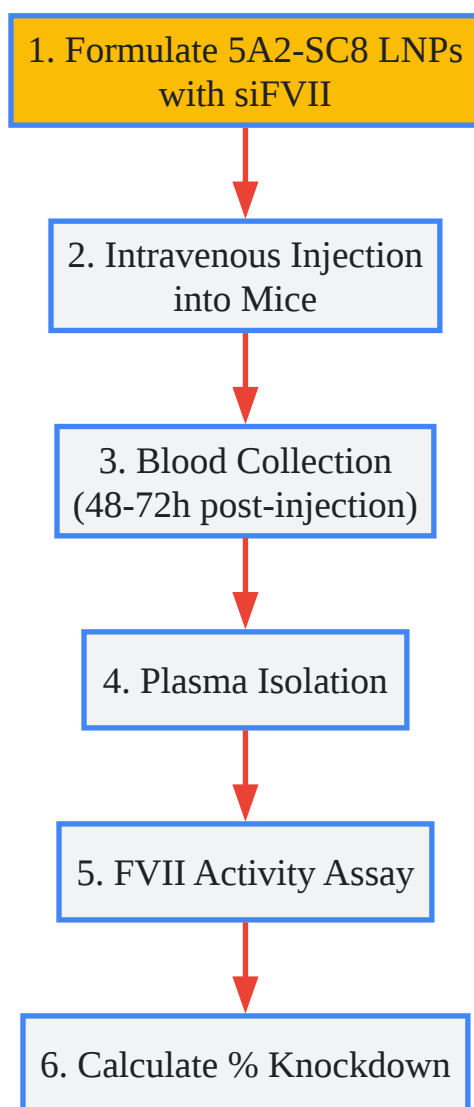 1. Formulate 5A2-SC8 LNPs
with siFVII
2. Intravenous Injection
into Mice
3. Blood Collection
(48-72h post-injection)
4. Plasma Isolation
5. FVII Activity Assay
6. Calculate % Knockdown